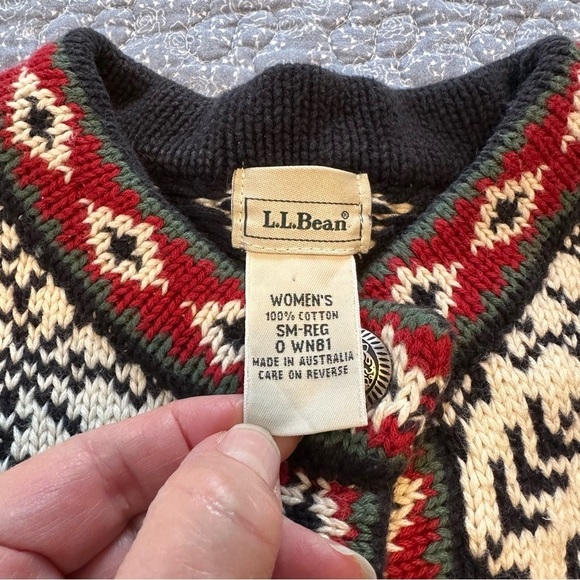 L.L.Bean®
WOMEN'S
100% COTTON
SM-REG
0 WN81
MADE IN AUSTRALIA
CARE ON REVERSE